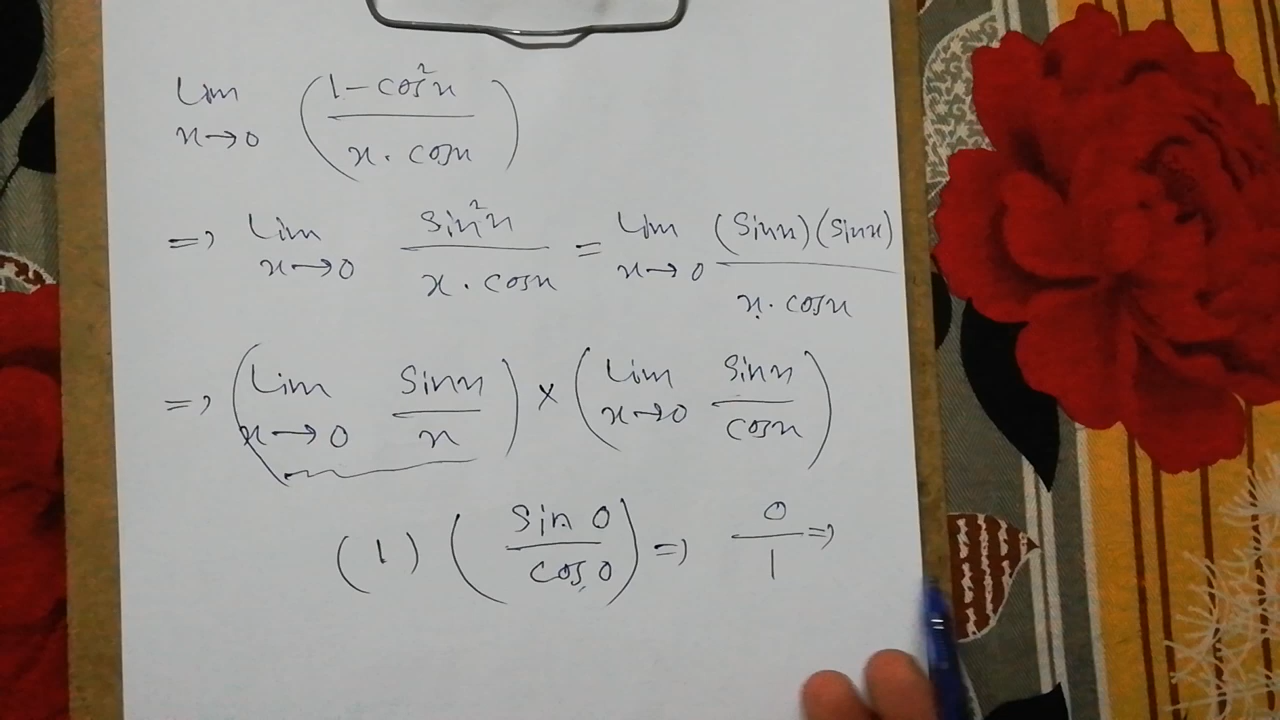 Lim x→0 (1 - cos²x / x . cosx)
=> Lim x→0 sin²x / x . cosx = Lim x→0 (sinx)(sinx) / x . cosx
=> (Lim x→0 sinx / x) × (Lim x→0 sinx / cosx)
(1) (sin 0 / cos 0) => 0 / 1 =>